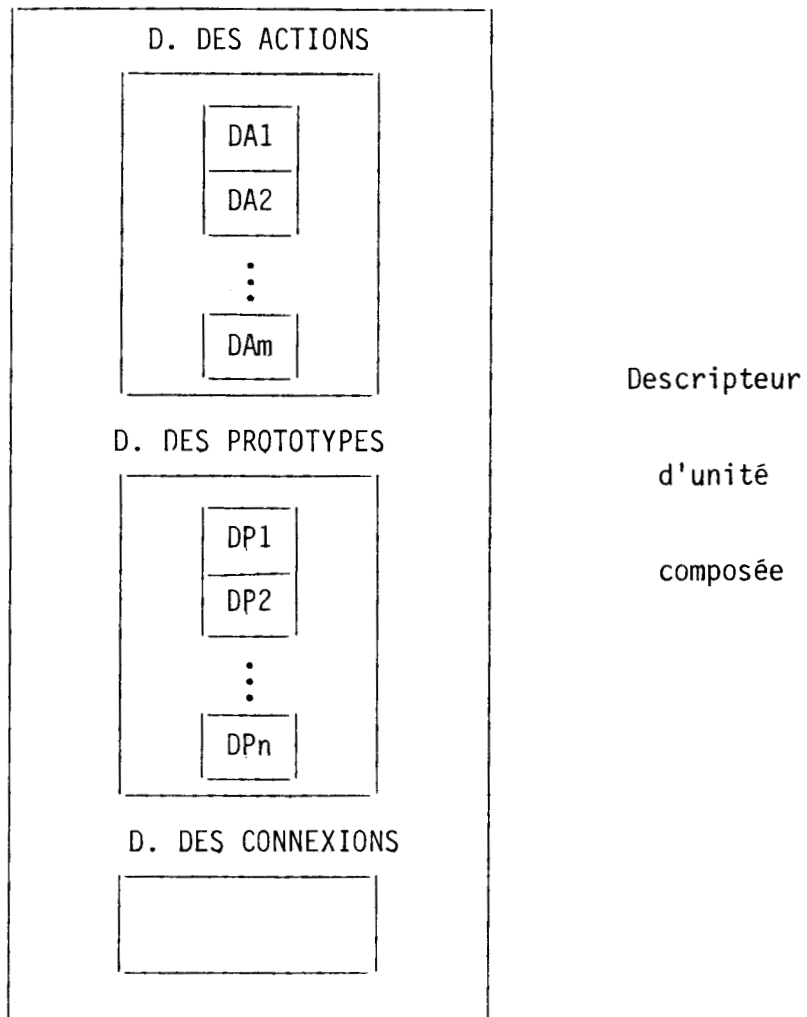 D. DES ACTIONS
DA1
DA2
DAm
D. DES PROTOTYPES
DP1
DP2
DPn
D. DES CONNEXIONS
Descripteur
d'unité
composée